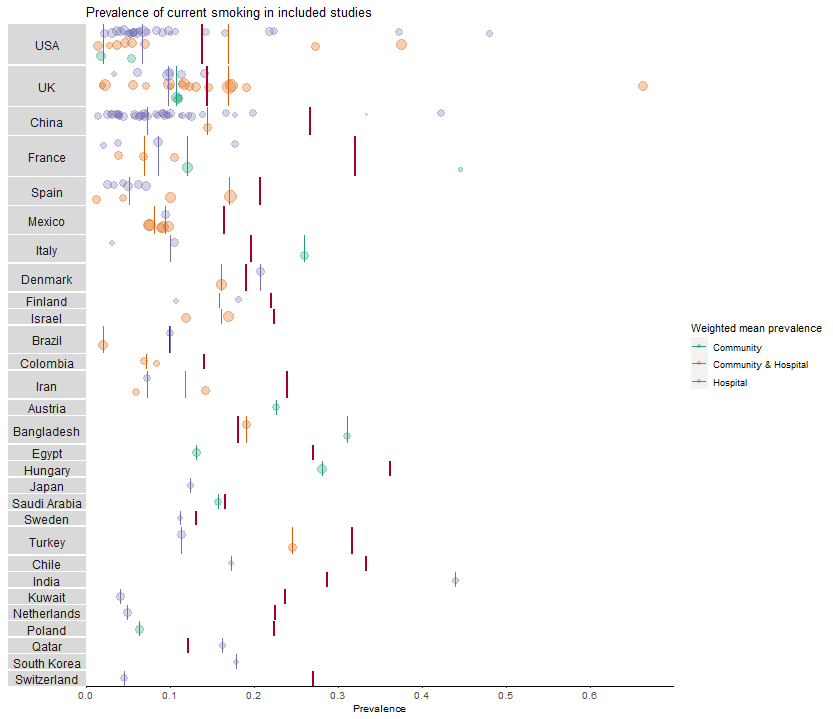 Prevalence of current smoking in included studies
USA
UK
China
France
Spain
Mexico
Italy
Denmark
Finland
Israel
Brazil
Colombia
Iran
Austria
Bangladesh
Egypt
Hungary
Japan
Saudi Arabia
Sweden
Turkey
Chile
India
Kuwait
Netherlands
Poland
Qatar
South Korea
Switzerland
0.0 0.1 0.2 0.3 0.4 0.5 0.6
Prevalence
Weighted mean prevalence
Community
Community & Hospital
Hospital